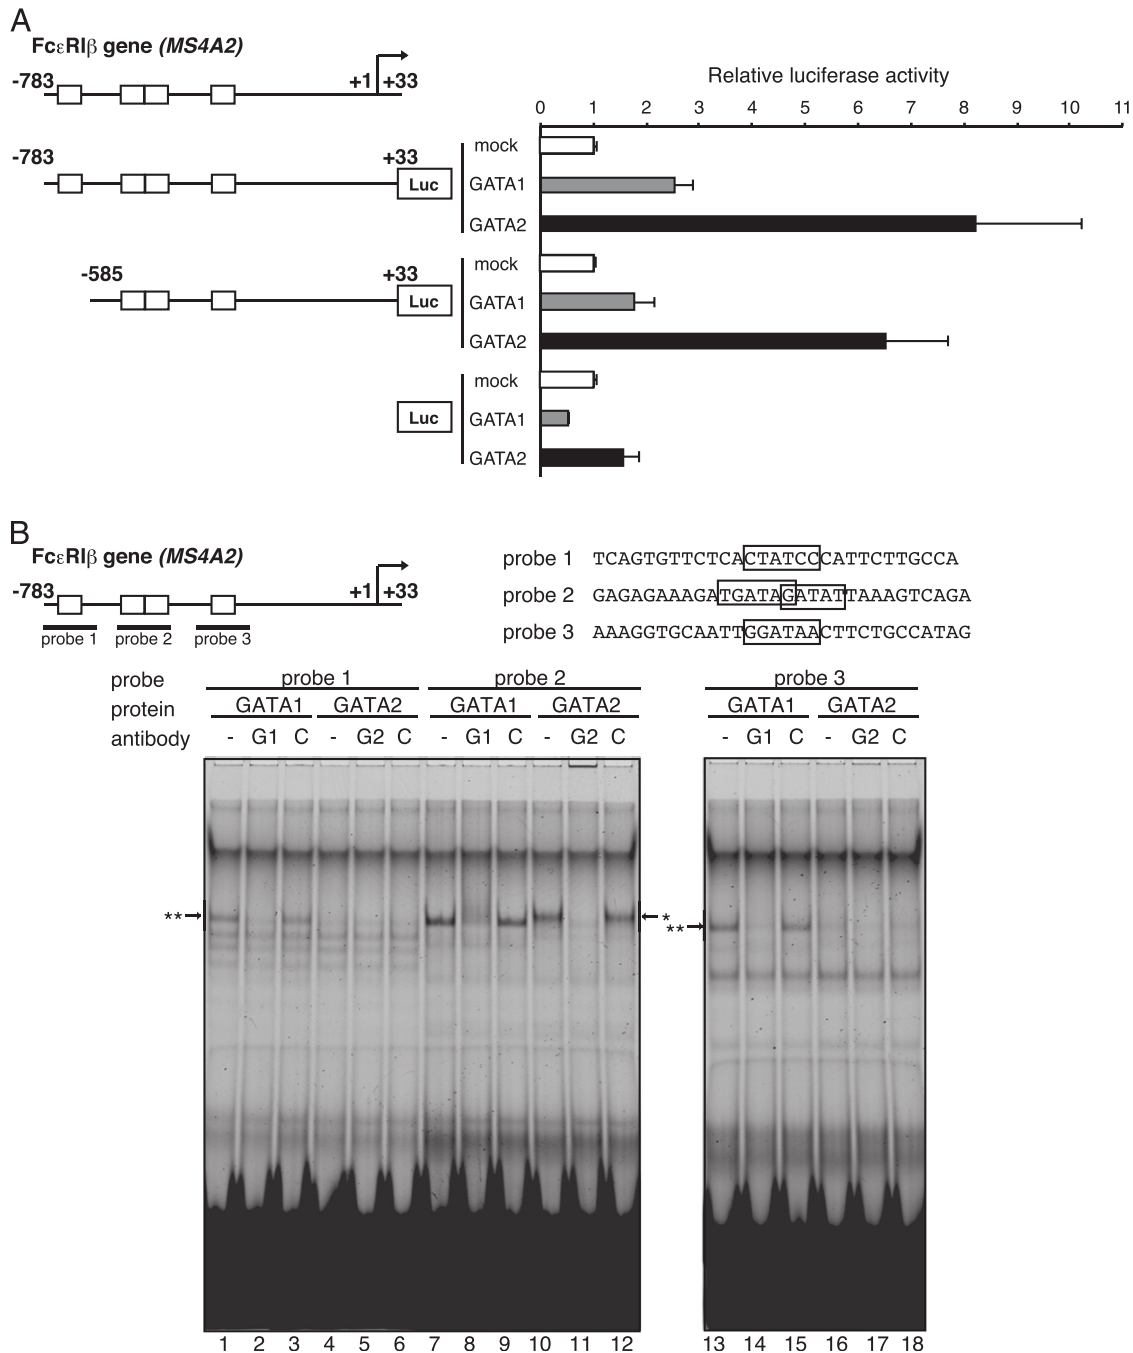 A
FcεRIβ gene (MS4A2)
-783 +1 +33
Relative luciferase activity
0 1 2 3 4 5 6 7 8 9 10 11
-783 +33
Luc
mock
GATA1
GATA2
-585 +33
Luc
mock
GATA1
GATA2
Luc
mock
GATA1
GATA2
B
FcεRIβ gene (MS4A2)
-783 +1 +33
probe 1 probe 2 probe 3
probe 1 TCAGTGTTCTCACTATCCCATTCTTGCCA
probe 2 GAGAGAAAGATGATAGATATTAAAGTCAGA
probe 3 AAAGGTGCAATTGGATAACTTCTGCCATAG
probe probe 1 probe 2 probe 3
protein GATA1 GATA2 GATA1 GATA2 GATA1 GATA2
antibody - G1 C - G2 C - G1 C - G2 C - G1 C - G2 C
** * **
1 2 3 4 5 6 7 8 9 10 11 12 13 14 15 16 17 18